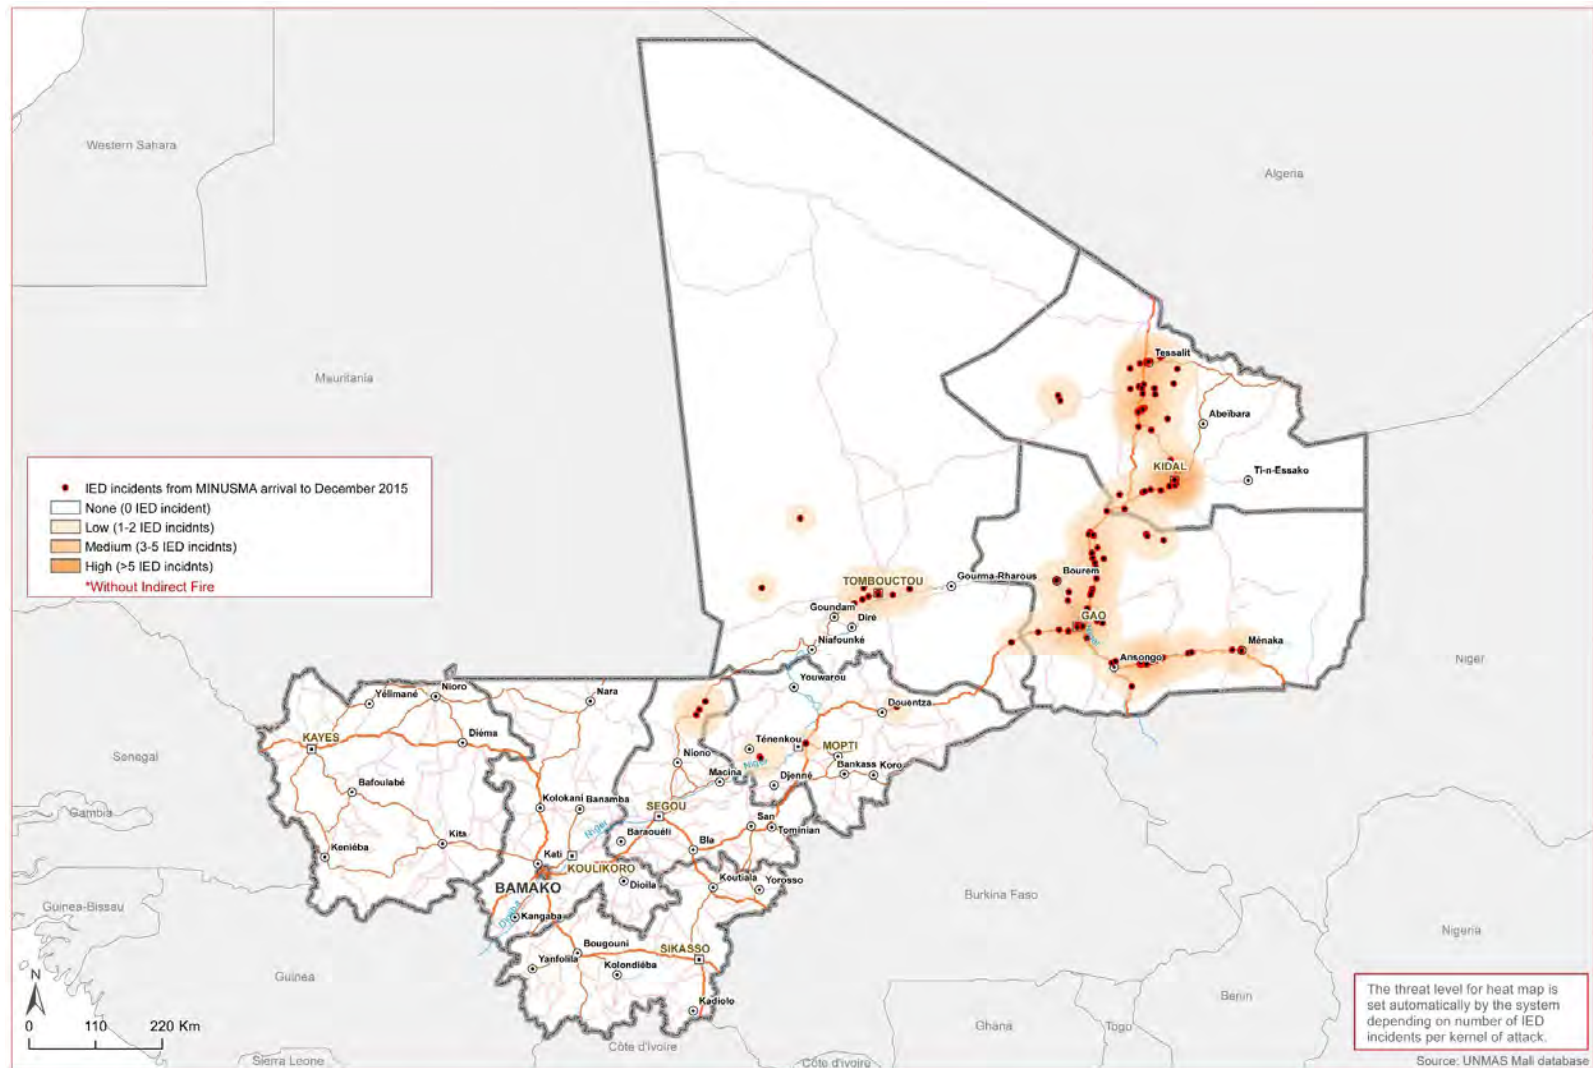 Western Sahara
Algeria
Mauritania
Tessalit
Abeïbara
KIDAL
Ti-n-Essako
IED incidents from MINUSMA arrival to December 2015
None (0 IED incident)
Low (1-2 IED incidnts)
Medium (3-5 IED incidnts)
High (>5 IED incidnts)
*Without Indirect Fire
TOMBOUCTOU
Gourma-Rharous
Bourem
Goundam
Diré
GAO
Niger
Niafounké
Ansongo
Ménaka
Niger
Yélimané
Nioro
Nara
Youwarou
Douentza
KAYES
Diéma
Ténenkou
MOPTI
Senegal
Niono
Niger
Bankass
Koro
Bafoulabé
Macina
Djenné
Kolokani
Banamba
SEGOU
Gambia
Niger
San
Kita
Baraouéli
Bla
Tominian
Keniéba
Kati
KOULIKORO
BAMAKO
Dioila
Koutiala
Yorosso
Burkina Faso
Guinea-Bissau
Kangaba
Nigeria
Bougouni
SIKASSO
Yanfolila
Kolondiéba
Guinea
N
Kadiolo
Benin
The threat level for heat map is
set automatically by the system
depending on number of IED
incidents per kernel of attack.
0 110 220 Km
Ghana
Togo
Côte d'Ivoire
Sierra Leone
Côte d'Ivoire
Source: UNMAS Mali database